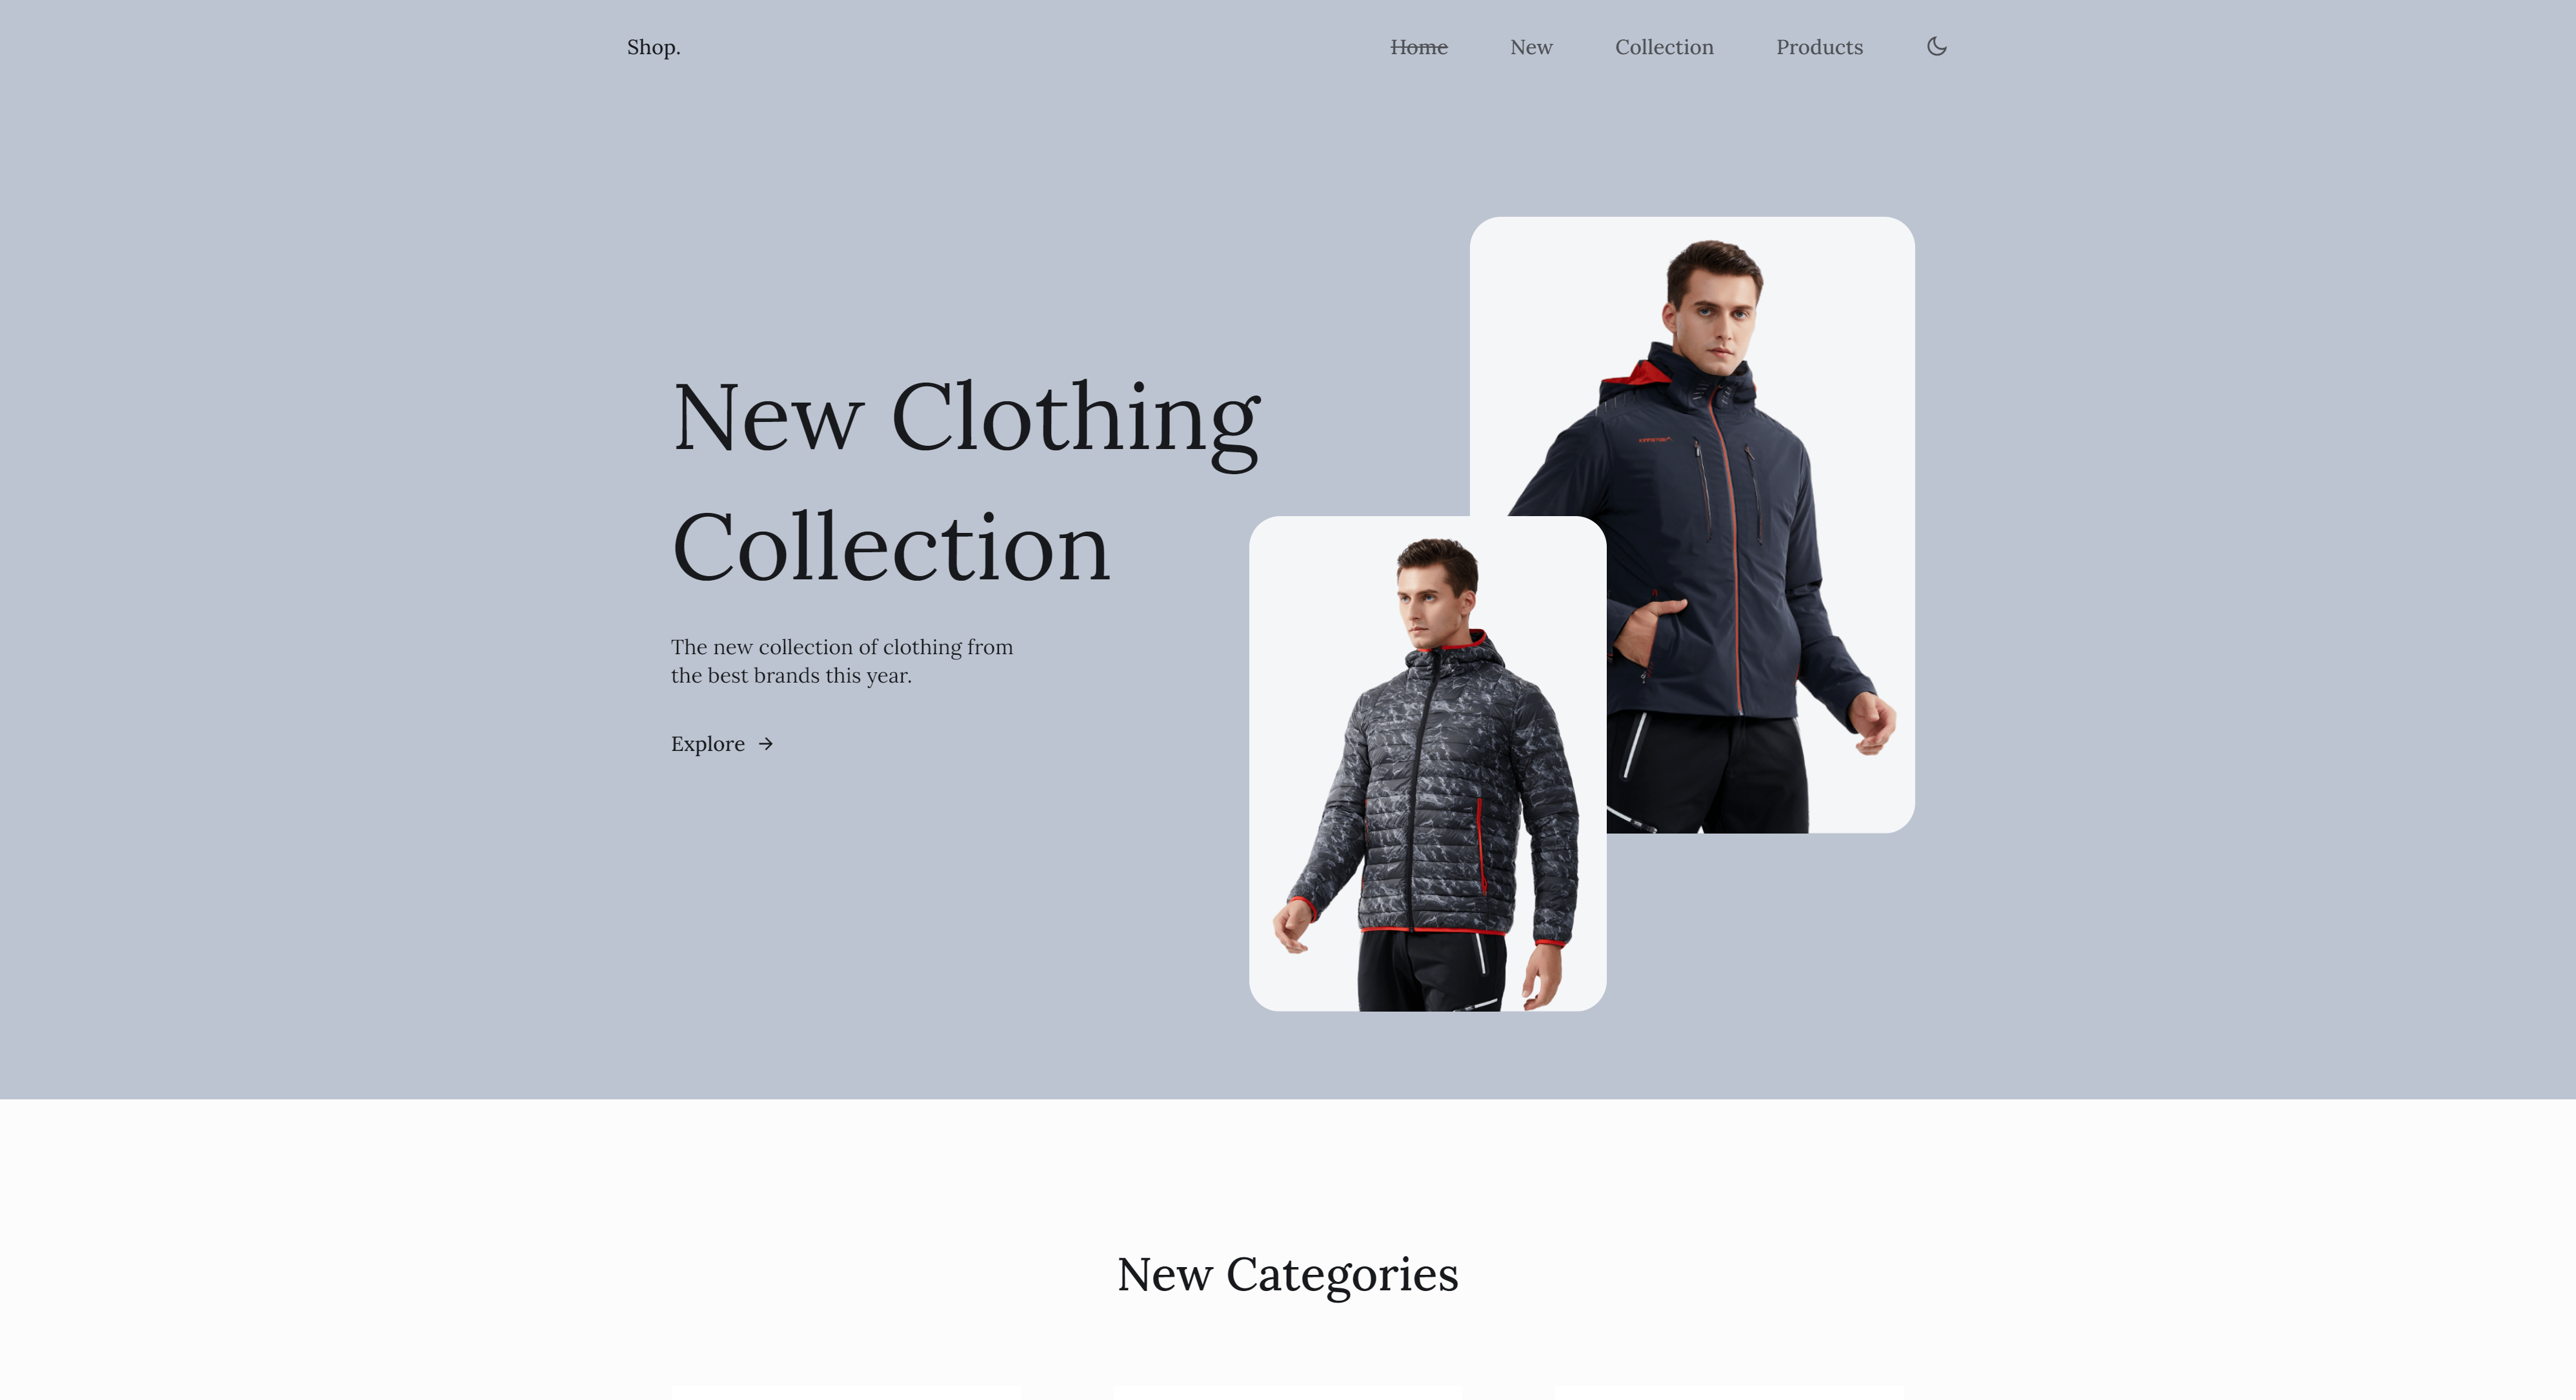 Shop.
Home
New
Collection
Products
New Clothing
Collection
The new collection of clothing from
the best brands this year.
Explore
New Categories